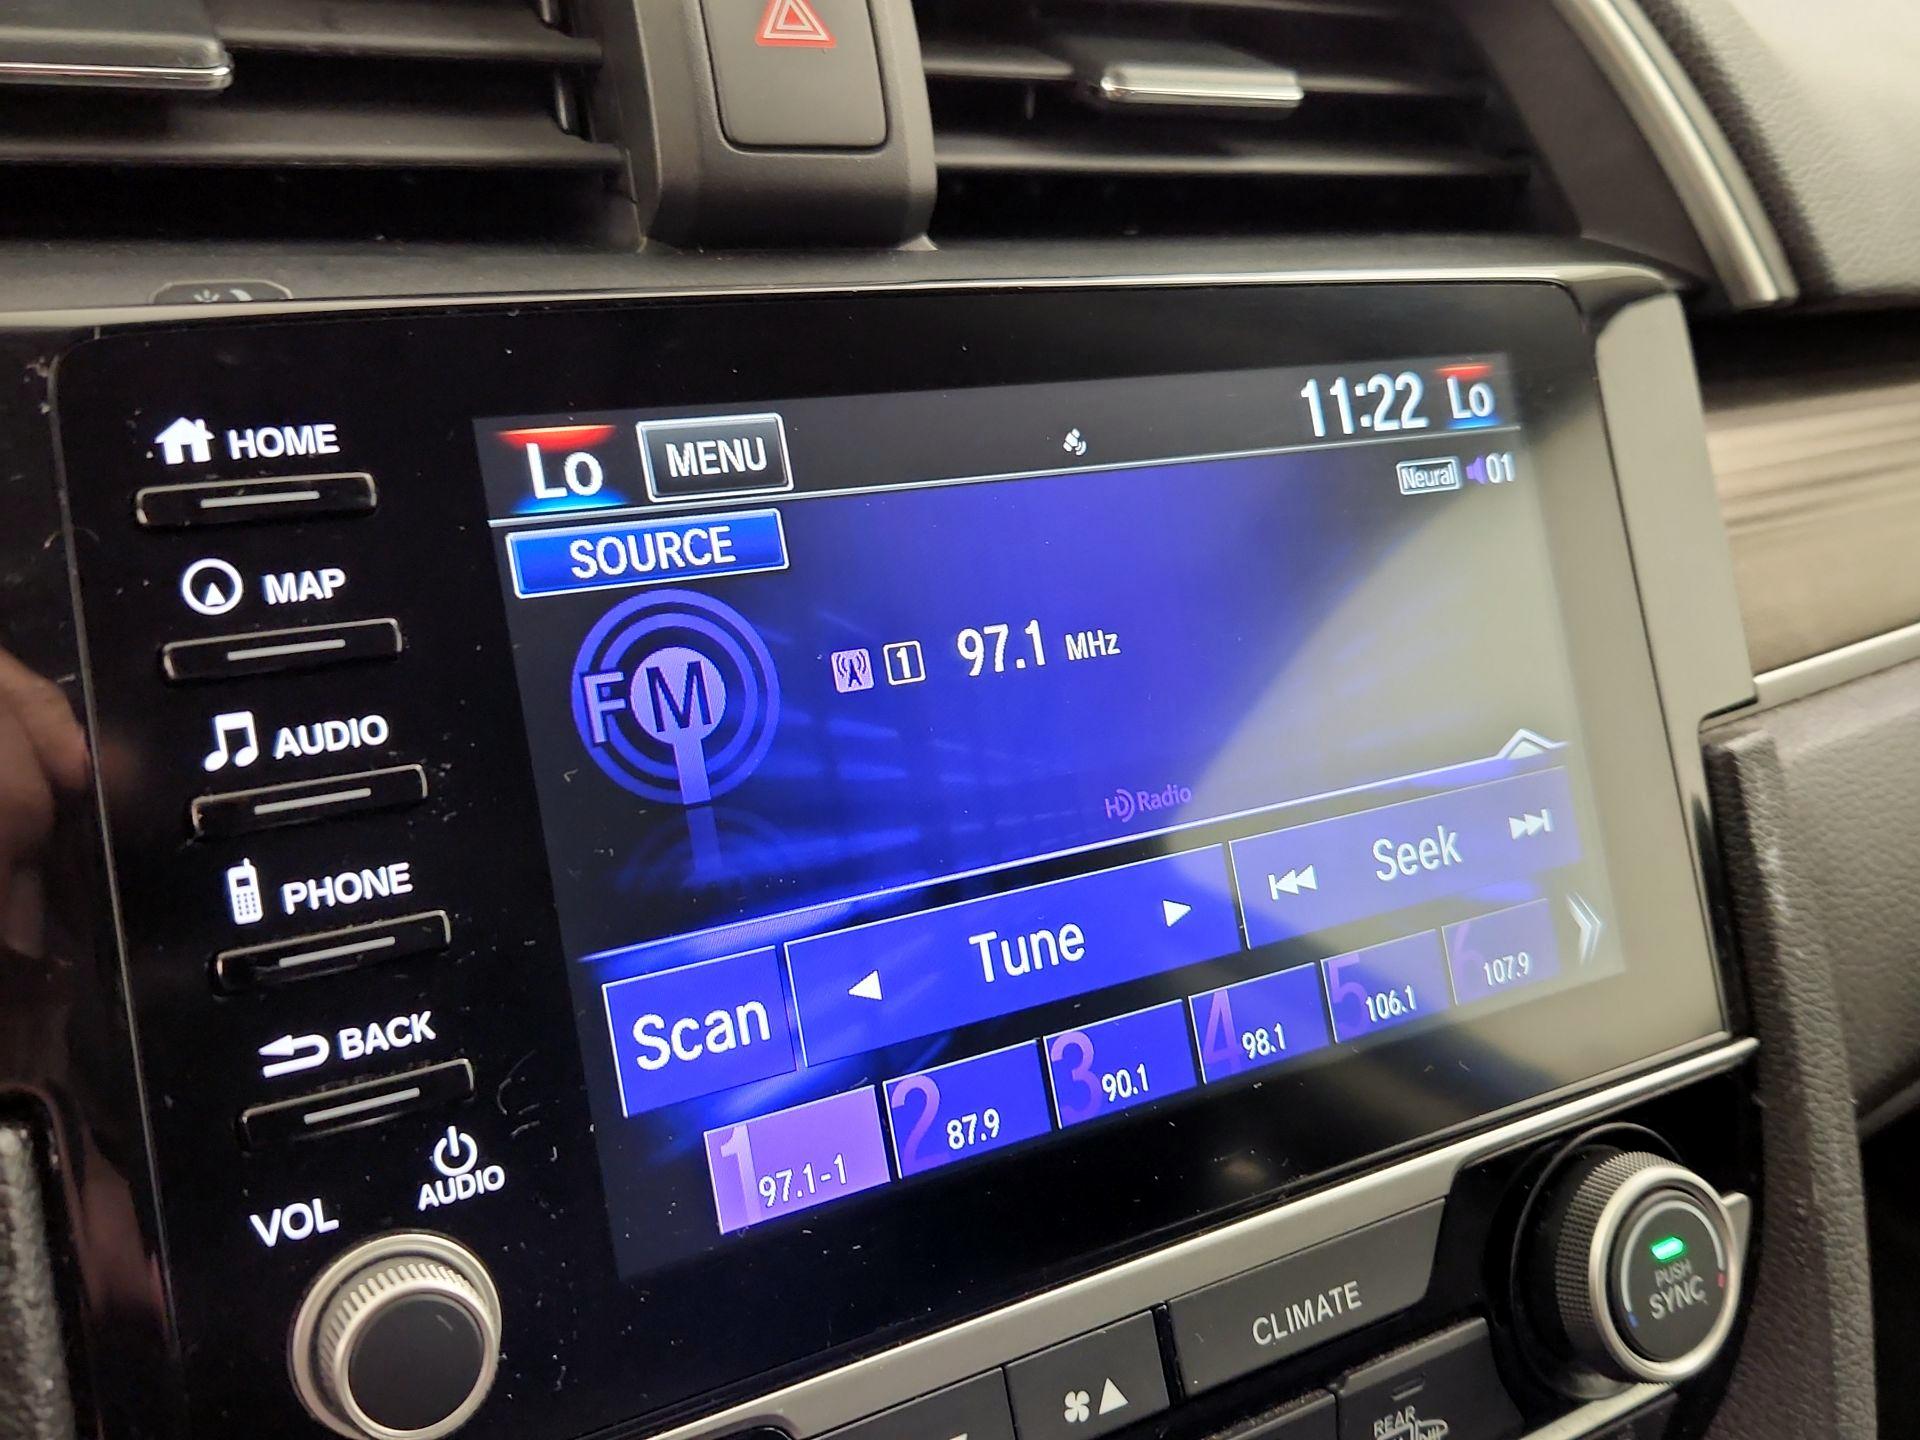 HOME
MAP
AUDIO
PHONE
BACK
AUDIO
VOL
Lo MENU 11:22 Lo
Neural 01
SOURCE
FM
1 97.1 MHz
HD Radio
Scan Tune Seek
1 97.1-1 2 87.9 3 90.1 4 98.1 5 106.1 6 107.9
CLIMATE
PUSH
SYNC
REAR